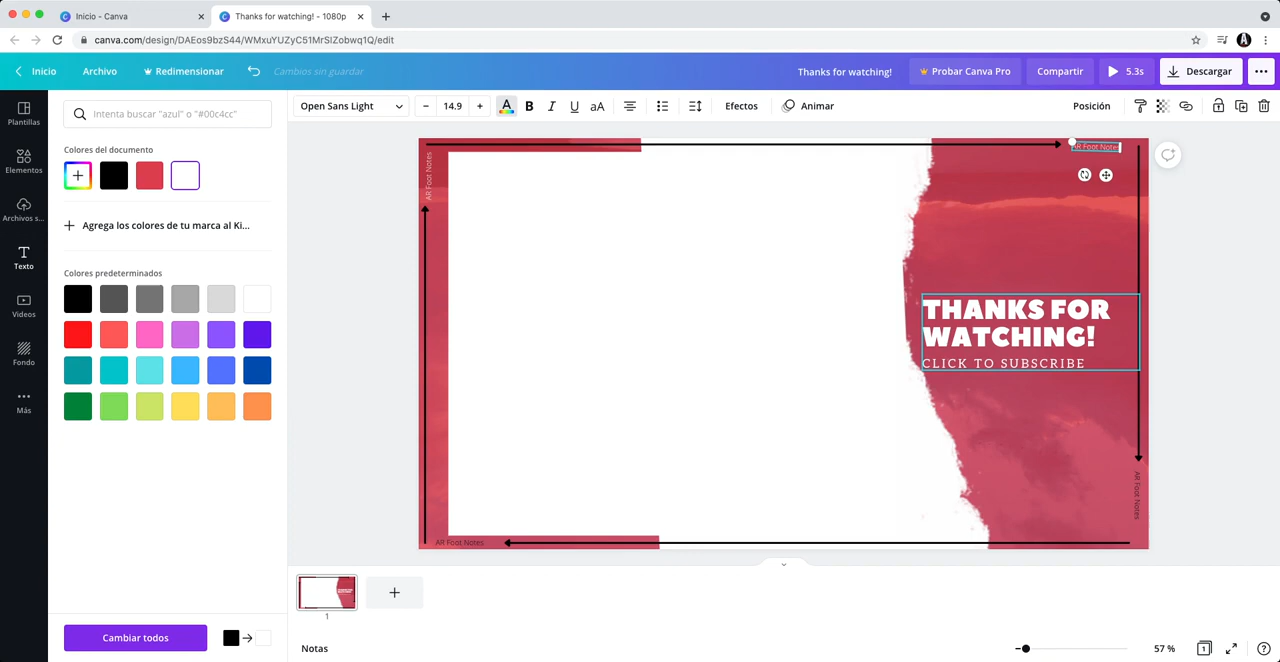 Inicio - Canva
Thanks for watching! - 1080p
canva.com/design/DAEos9bzS44/WMxuYUZyC51MrSIZobwq1Q/edit
Inicio
Archivo
Redimensionar
Cambios sin guardar
Thanks for watching!
Probar Canva Pro
Compartir
5.3s
Descargar
Plantillas
Elementos
Archivos s...
Texto
Videos
Fondo
Más
Intenta buscar "azul" o "#00c4cc"
Colores del documento
Agrega los colores de tu marca al Ki...
Colores predeterminados
Cambiar todos
Open Sans Light
14.9
A
B
I
U
aA
Efectos
Animar
Posición
AR Foot Notes
AR Foot Notes
THANKS FOR
WATCHING!
CLICK TO SUBSCRIBE
AR Foot Notes
AR Foot Notes
1
Notas
57 %
1